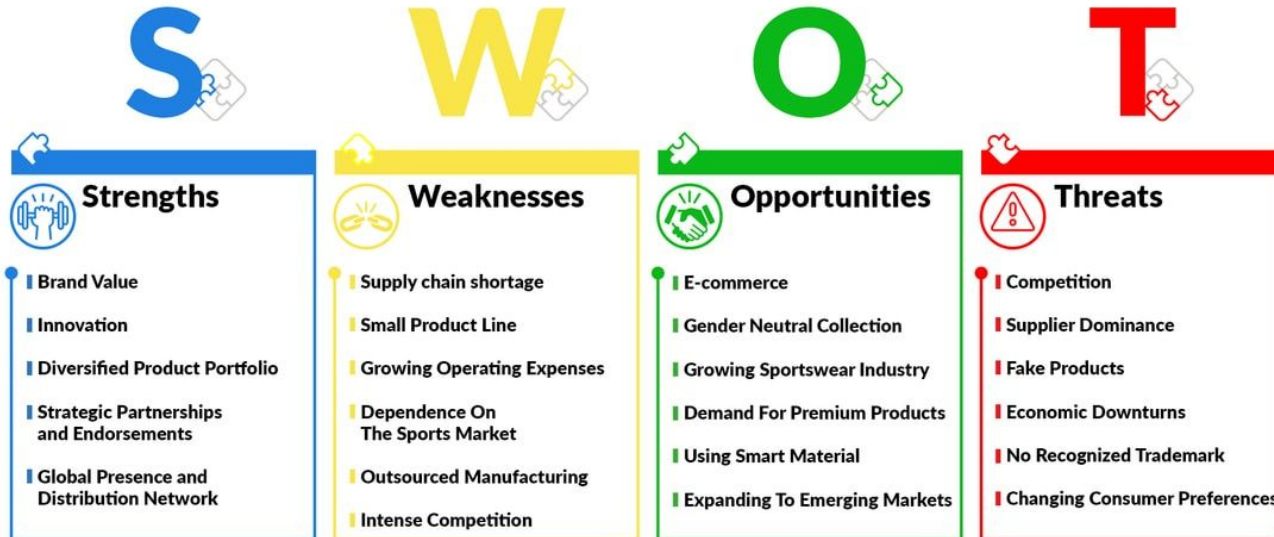 S
W
O
T
Strengths
Brand Value
Innovation
Diversified Product Portfolio
Strategic Partnerships
and Endorsements
Global Presence and
Distribution Network
Weaknesses
Supply chain shortage
Small Product Line
Growing Operating Expenses
Dependence On
The Sports Market
Outsourced Manufacturing
Intense Competition
Opportunities
E-commerce
Gender Neutral Collection
Growing Sportswear Industry
Demand For Premium Products
Using Smart Material
Expanding To Emerging Markets
Threats
Competition
Supplier Dominance
Fake Products
Economic Downturns
No Recognized Trademark
Changing Consumer Preferences